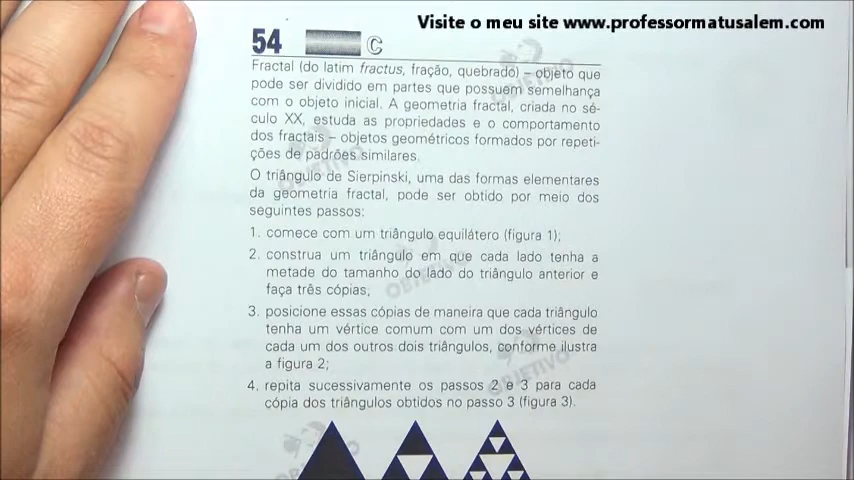 Visite o meu site www.professormatusalem.com
54 C
Fractal (do latim fractus, fração, quebrado) – objeto que
pode ser dividido em partes que possuem semelhança
com o objeto inicial. A geometria fractal, criada no sé-
culo XX, estuda as propriedades e o comportamento
dos fractais – objetos geométricos formados por repeti-
ções de padrões similares.
O triângulo de Sierpinski, uma das formas elementares
da geometria fractal, pode ser obtido por meio dos
seguintes passos:
1. comece com um triângulo equilátero (figura 1);
2. construa um triângulo em que cada lado tenha a
metade do tamanho do lado do triângulo anterior e
faça três cópias;
3. posicione essas cópias de maneira que cada triângulo
tenha um vértice comum com um dos vértices de
cada um dos outros dois triângulos, conforme ilustra
a figura 2;
4. repita sucessivamente os passos 2 e 3 para cada
cópia dos triângulos obtidos no passo 3 (figura 3).
OBJETIVO
OBJETIVO
OBJETIVO
OBJETIVO
OBJETIVO